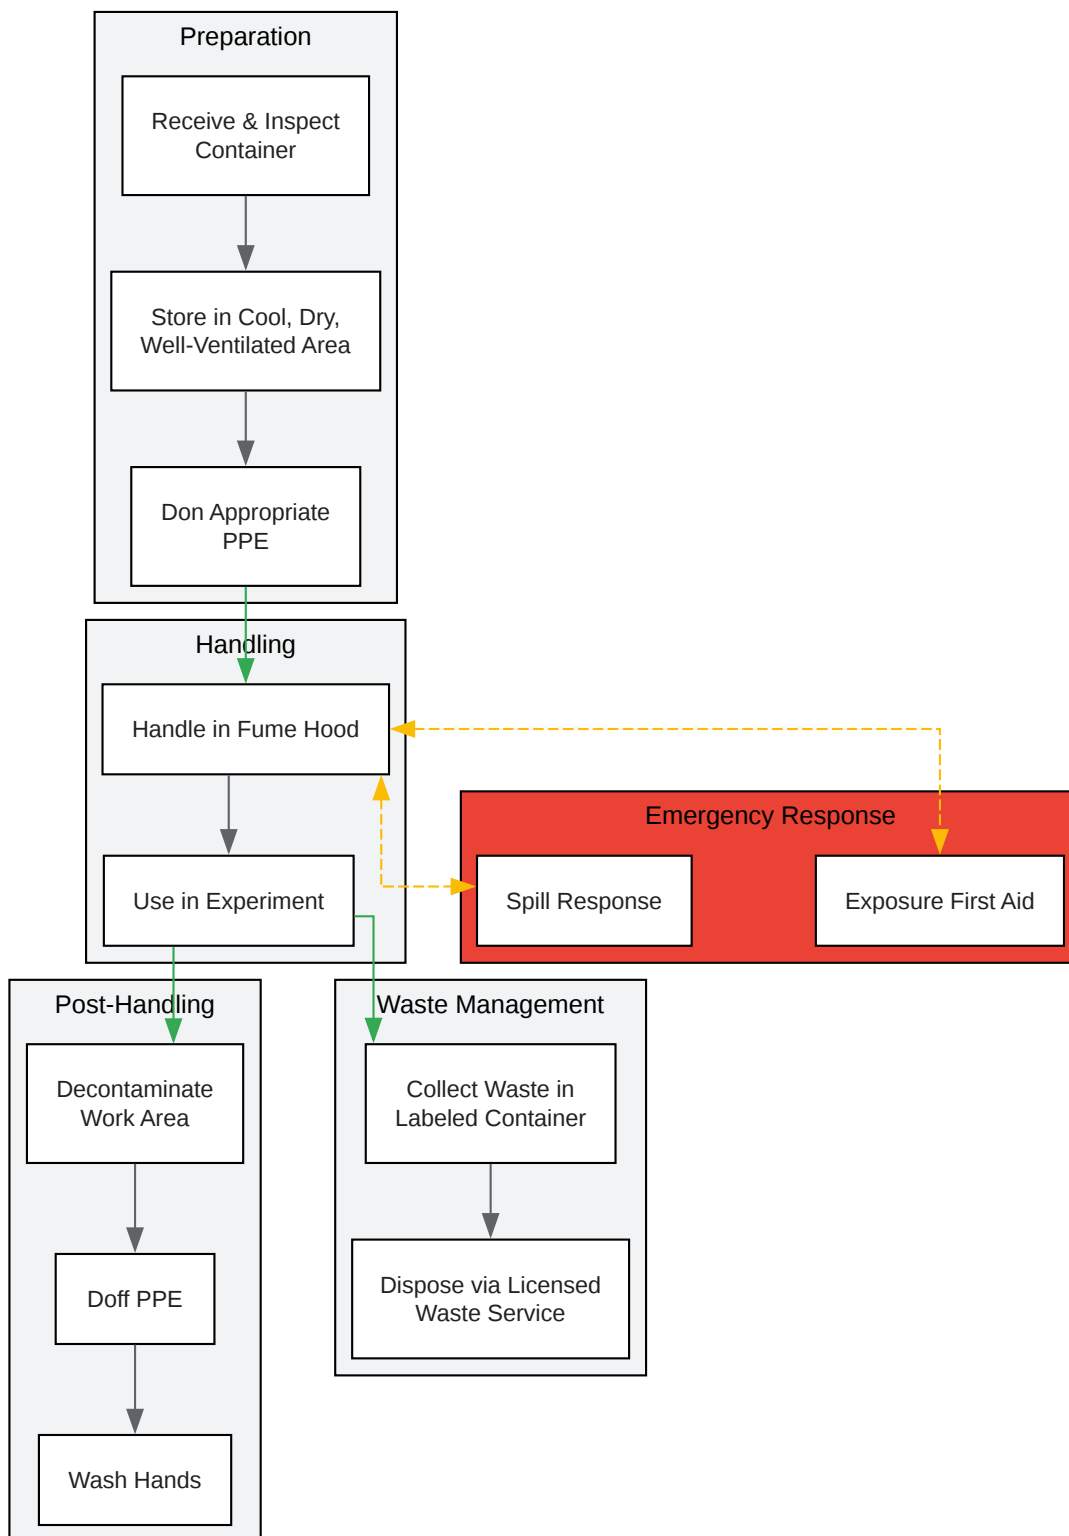 Preparation
Receive & Inspect
Container
Store in Cool, Dry,
Well-Ventilated Area
Don Appropriate
PPE
Handling
Handle in Fume Hood
Use in Experiment
Emergency Response
Spill Response
Exposure First Aid
Post-Handling
Decontaminate
Work Area
Doff PPE
Wash Hands
Waste Management
Collect Waste in
Labeled Container
Dispose via Licensed
Waste Service